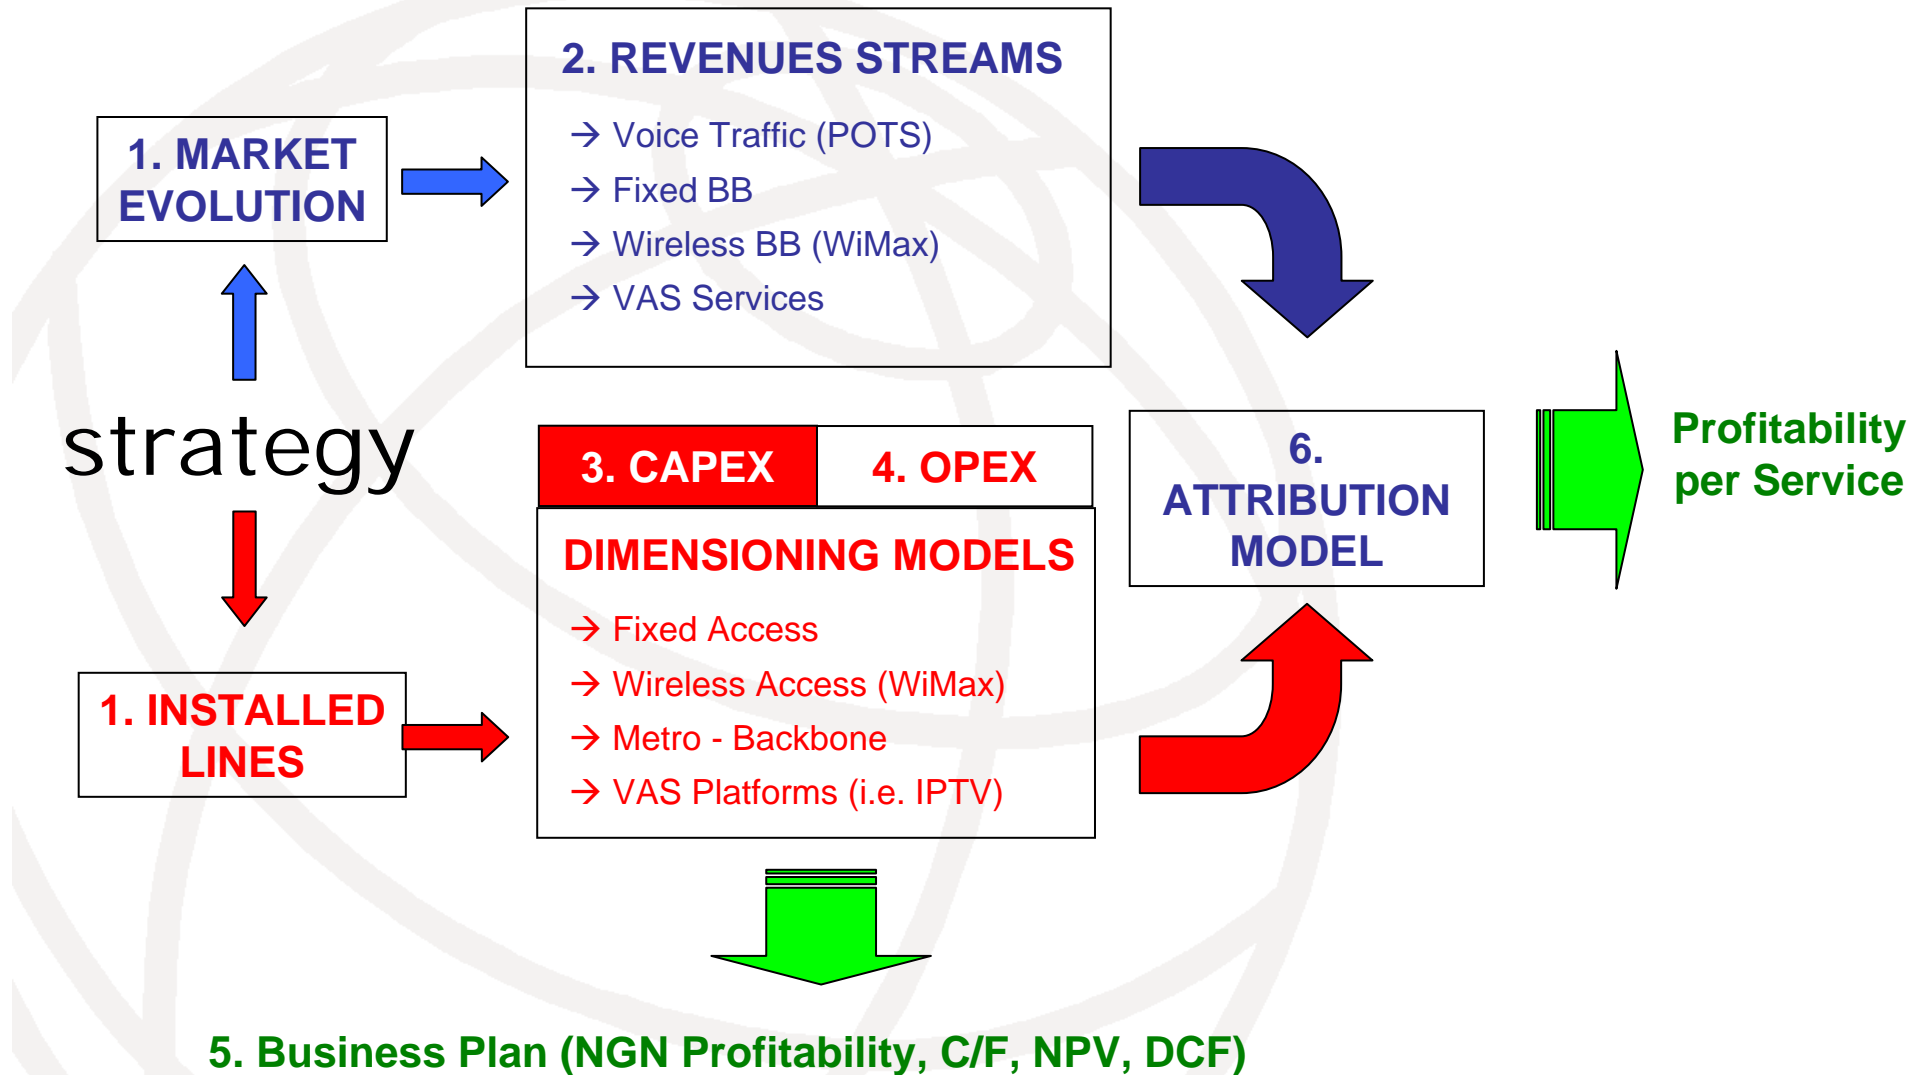 2. REVENUES STREAMS
→ Voice Traffic (POTS)
→ Fixed BB
→ Wireless BB (WiMax)
→ VAS Services
1. MARKET
EVOLUTION
strategy
1. INSTALLED
LINES
3. CAPEX
4. OPEX
DIMENSIONING MODELS
→ Fixed Access
→ Wireless Access (WiMax)
→ Metro - Backbone
→ VAS Platforms (i.e. IPTV)
6.
ATTRIBUTION
MODEL
Profitability
per Service
5. Business Plan (NGN Profitability, C/F, NPV, DCF)